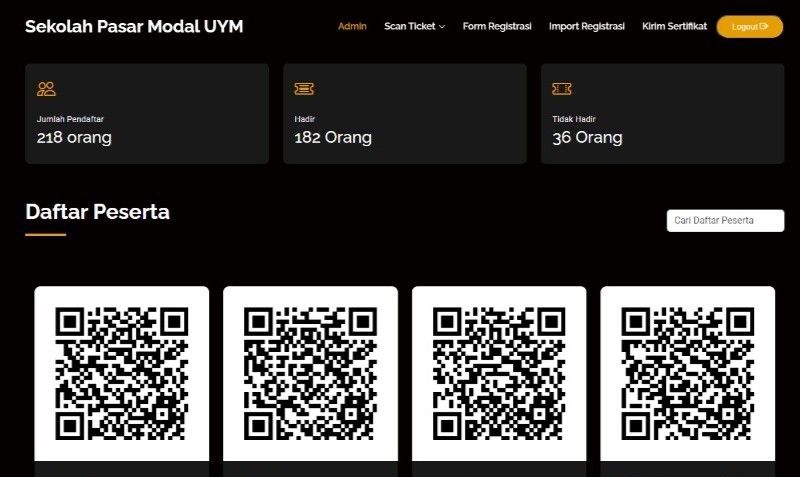 Sekolah Pasar Modal UYM
Admin Scan Ticket Form Registrasi Import Registrasi Kirim Sertifikat Logout
Jumlah Pendaftar Hadir Tidak Hadir
218 orang 182 Orang 36 Orang
Daftar Peserta
Cari Daftar Peserta